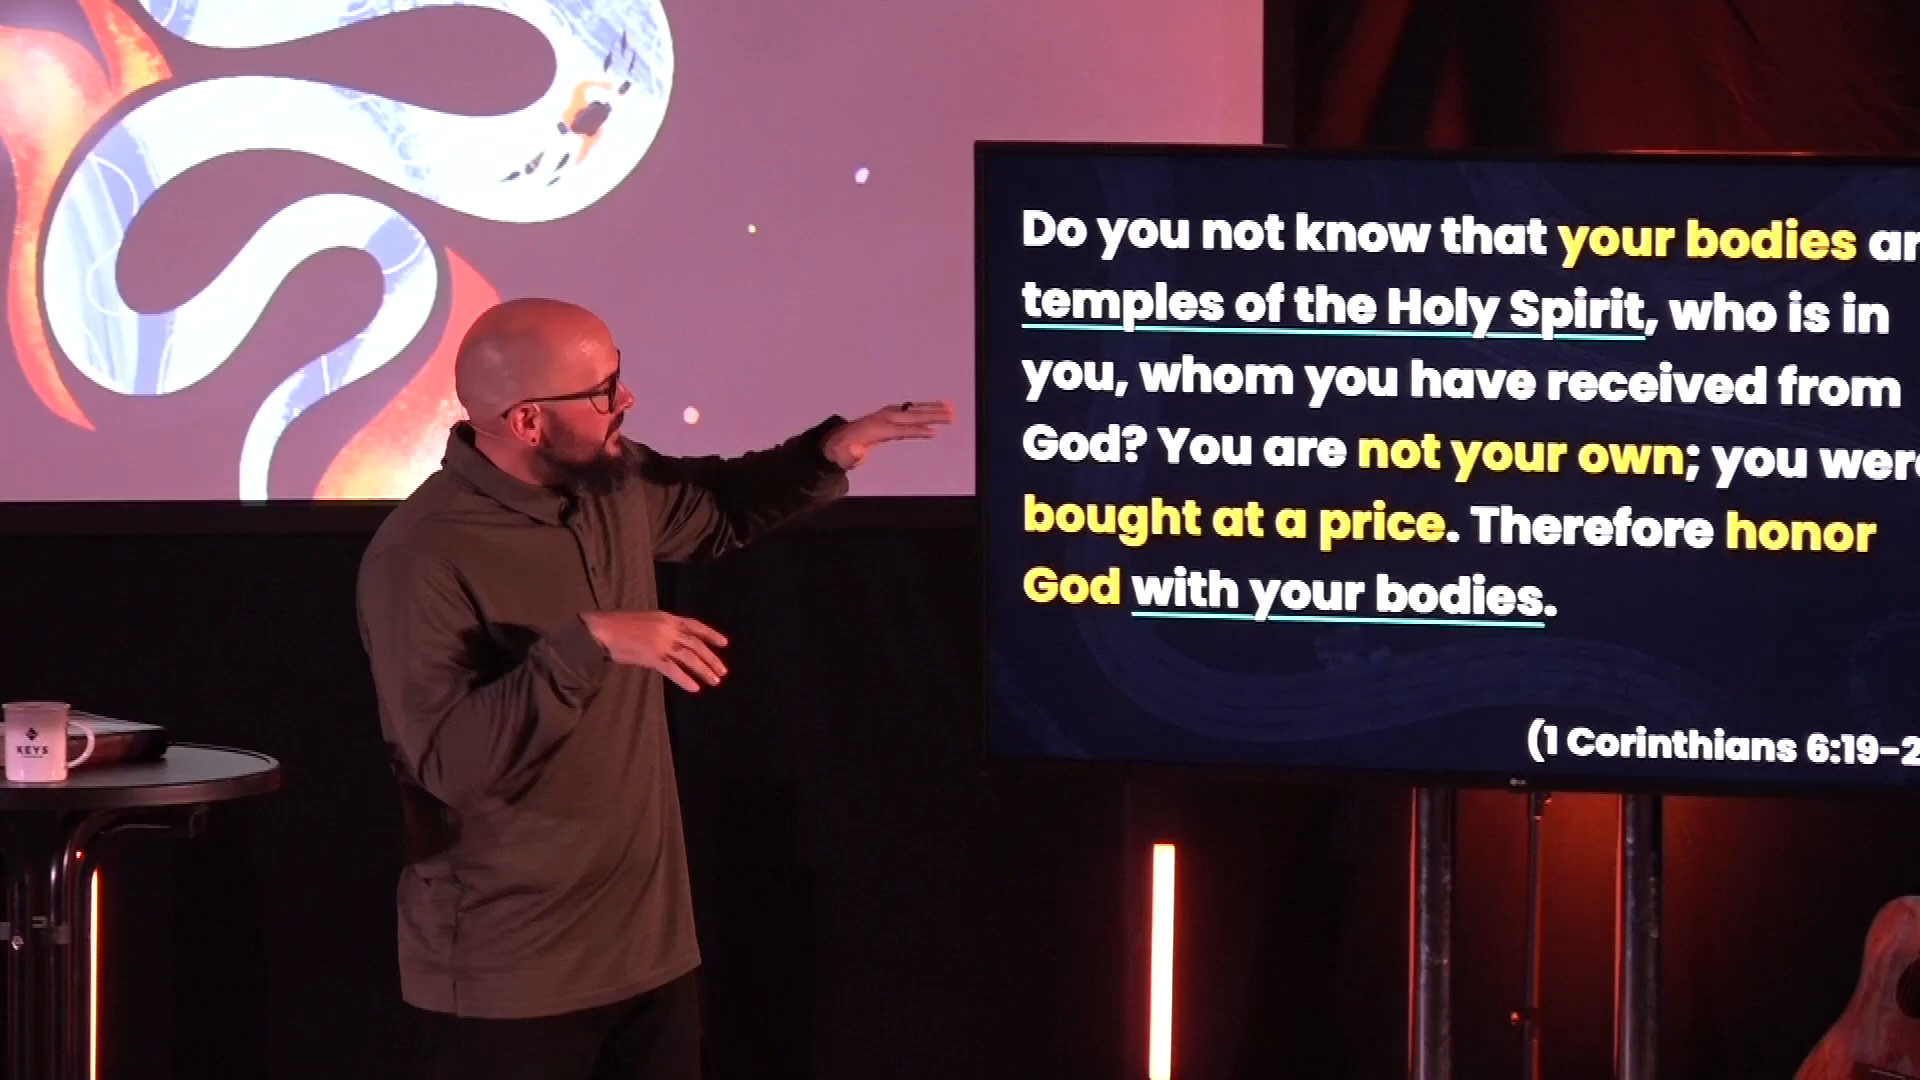 Do you not know that your bodies ar
temples of the Holy Spirit, who is in
you, whom you have received from
God? You are not your own; you were
bought at a price. Therefore honor
God with your bodies.
(1 Corinthians 6:19-2
KEYS